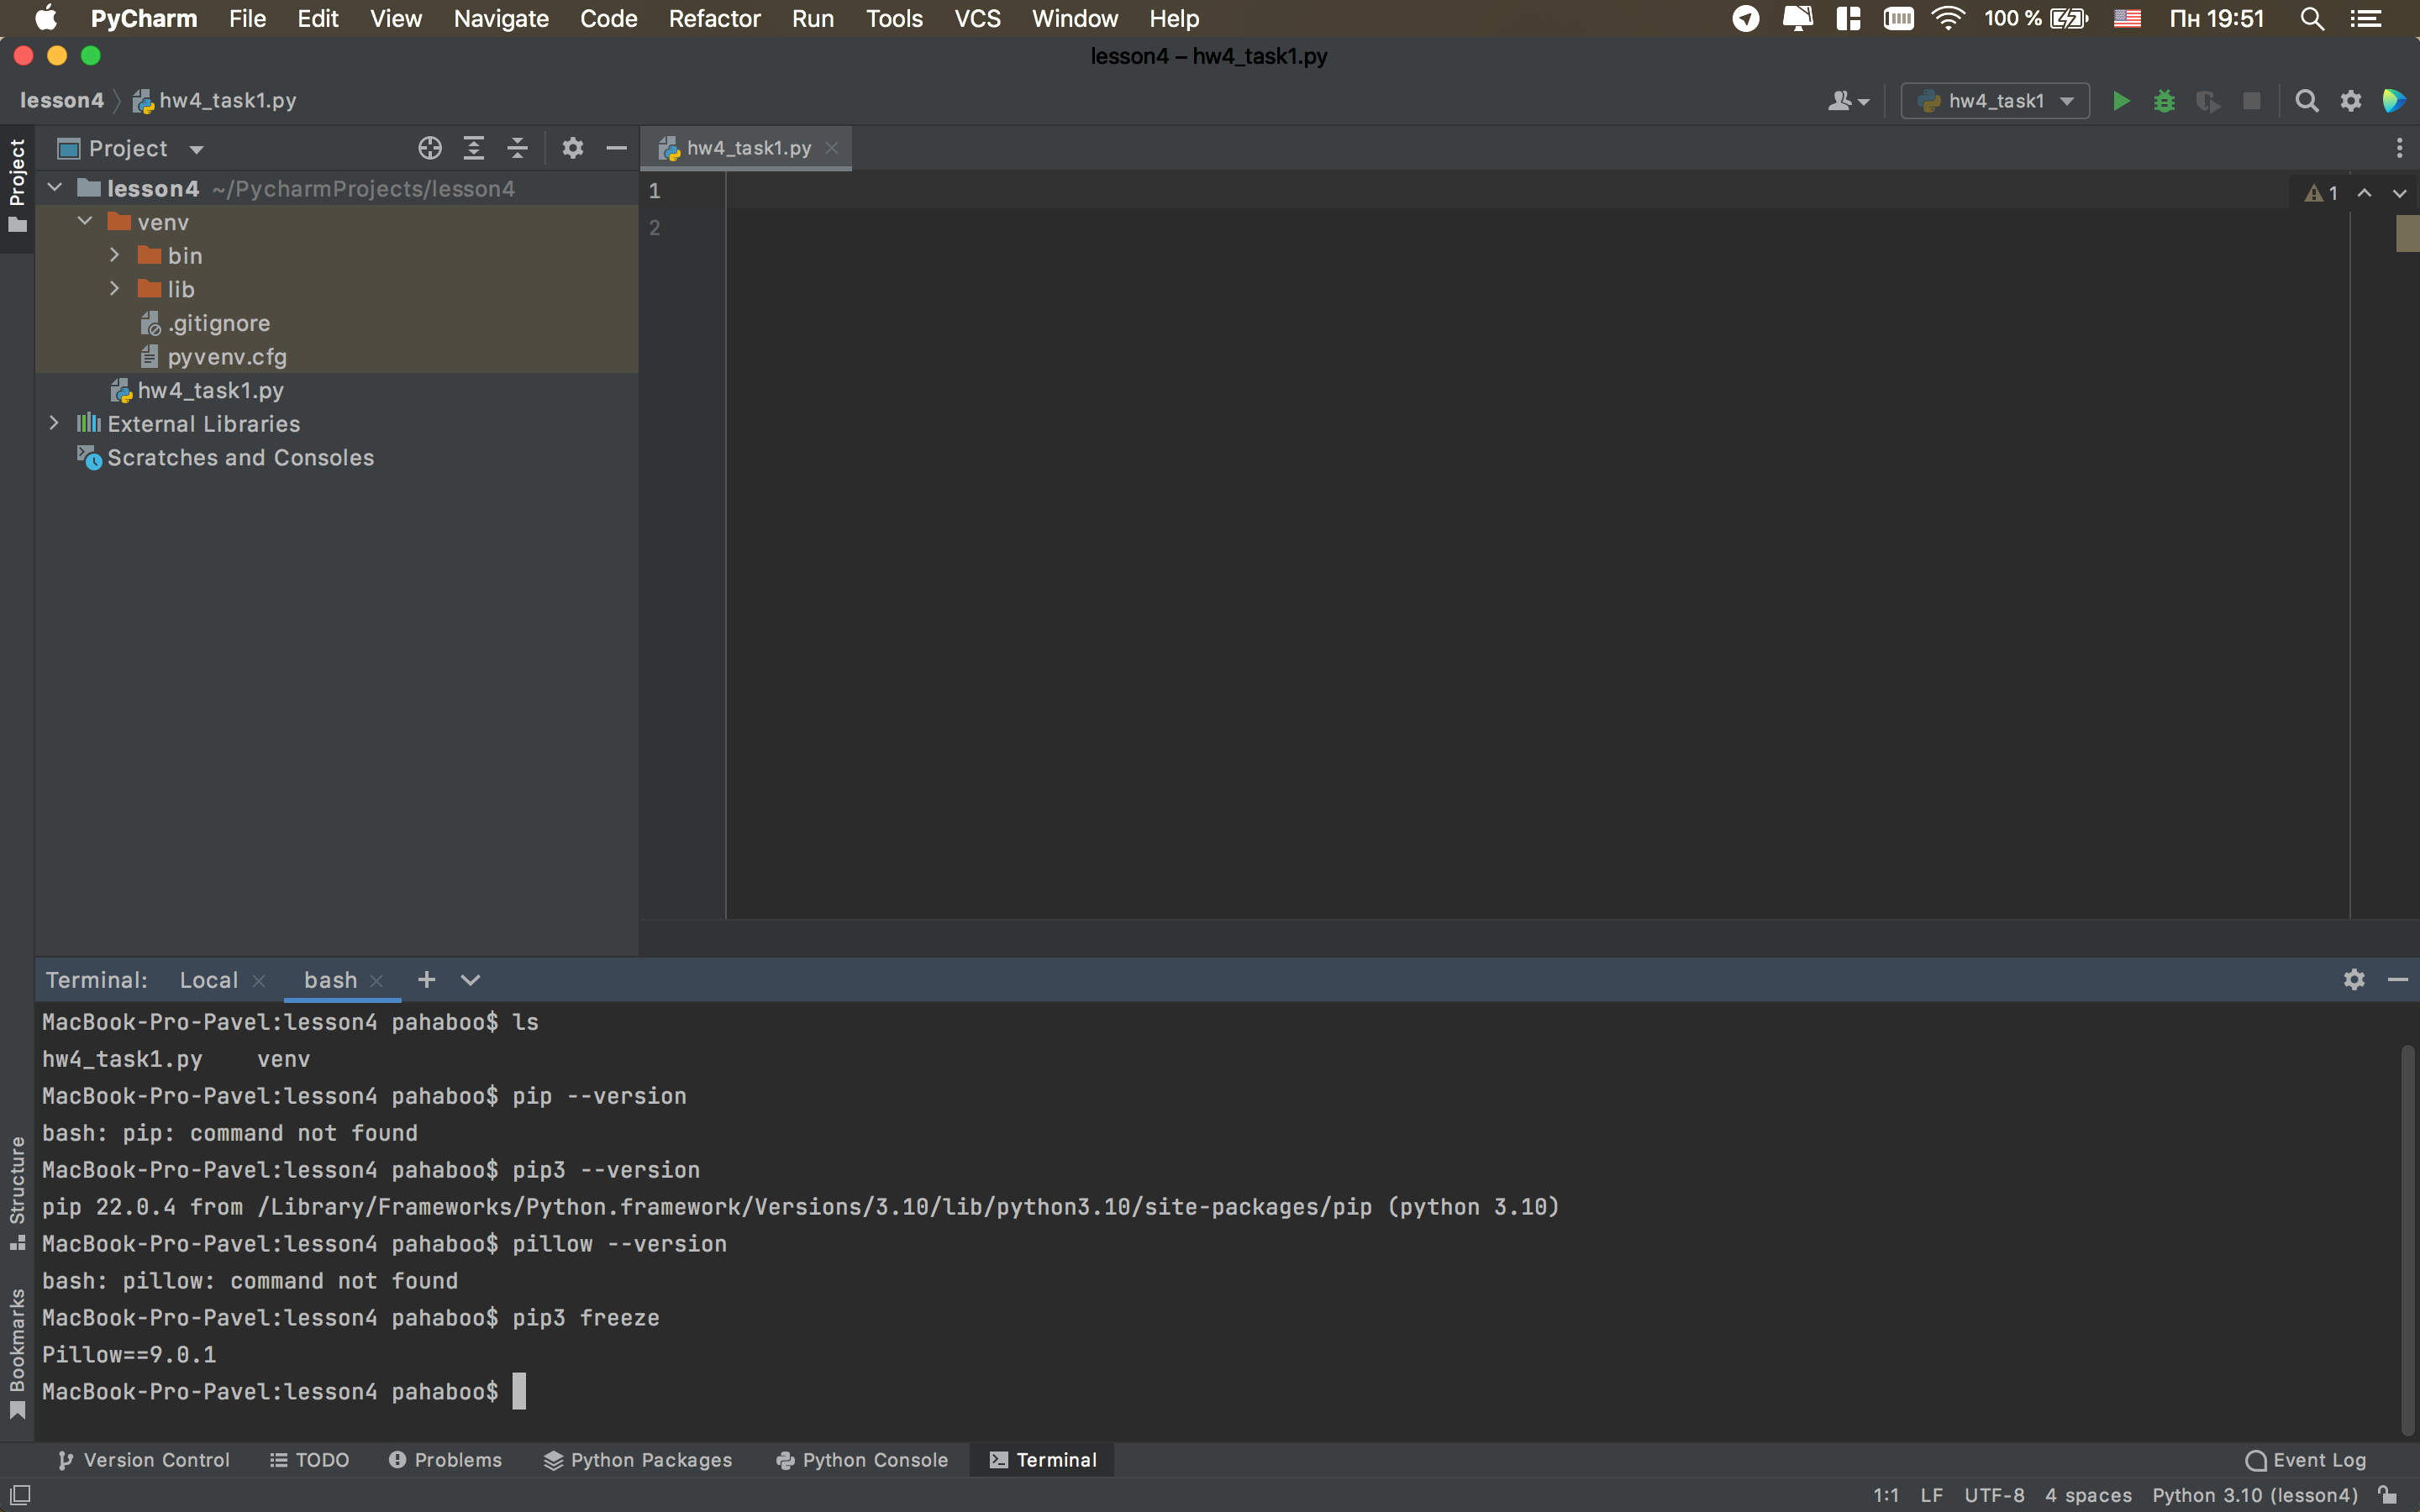 PyCharm File Edit View Navigate Code Refactor Run Tools VCS Window Help 100 % Пн 19:51
lesson4 – hw4_task1.py
lesson4 hw4_task1.py hw4_task1
Project
Project
hw4_task1.py
lesson4 ~/PycharmProjects/lesson4
venv
bin
lib
.gitignore
pyvenv.cfg
hw4_task1.py
External Libraries
Scratches and Consoles
1
2
1
Terminal: Local bash
MacBook-Pro-Pavel:lesson4 pahaboo$ ls
hw4_task1.py    venv
MacBook-Pro-Pavel:lesson4 pahaboo$ pip --version
bash: pip: command not found
MacBook-Pro-Pavel:lesson4 pahaboo$ pip3 --version
pip 22.0.4 from /Library/Frameworks/Python.framework/Versions/3.10/lib/python3.10/site-packages/pip (python 3.10)
MacBook-Pro-Pavel:lesson4 pahaboo$ pillow --version
bash: pillow: command not found
MacBook-Pro-Pavel:lesson4 pahaboo$ pip3 freeze
Pillow==9.0.1
MacBook-Pro-Pavel:lesson4 pahaboo$
Structure
Bookmarks
Version Control TODO Problems Python Packages Python Console Terminal Event Log
1:1 LF UTF-8 4 spaces Python 3.10 (lesson4)